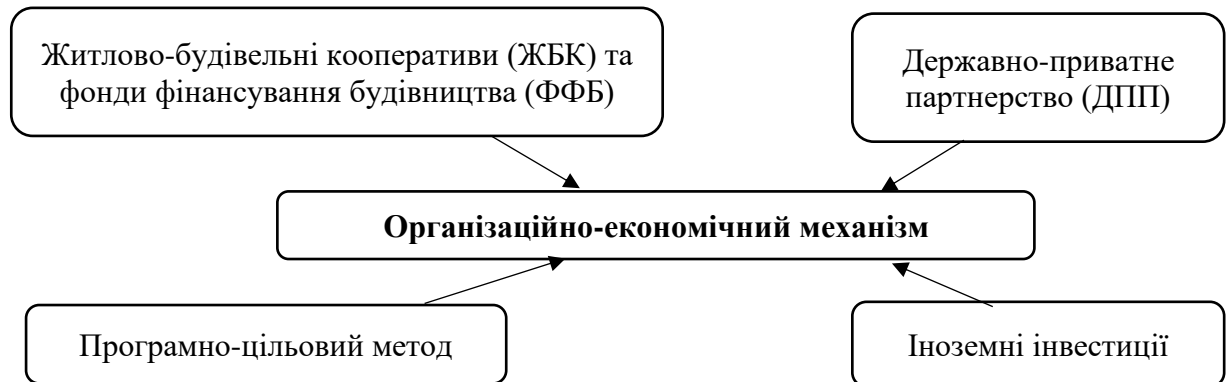 Житлово-будівельні кооперативи (ЖБК) та
фонди фінансування будівництва (ФФБ)
Державно-приватне
партнерство (ДПП)
Організаційно-економічний механізм
Програмно-цільовий метод
Іноземні інвестиції